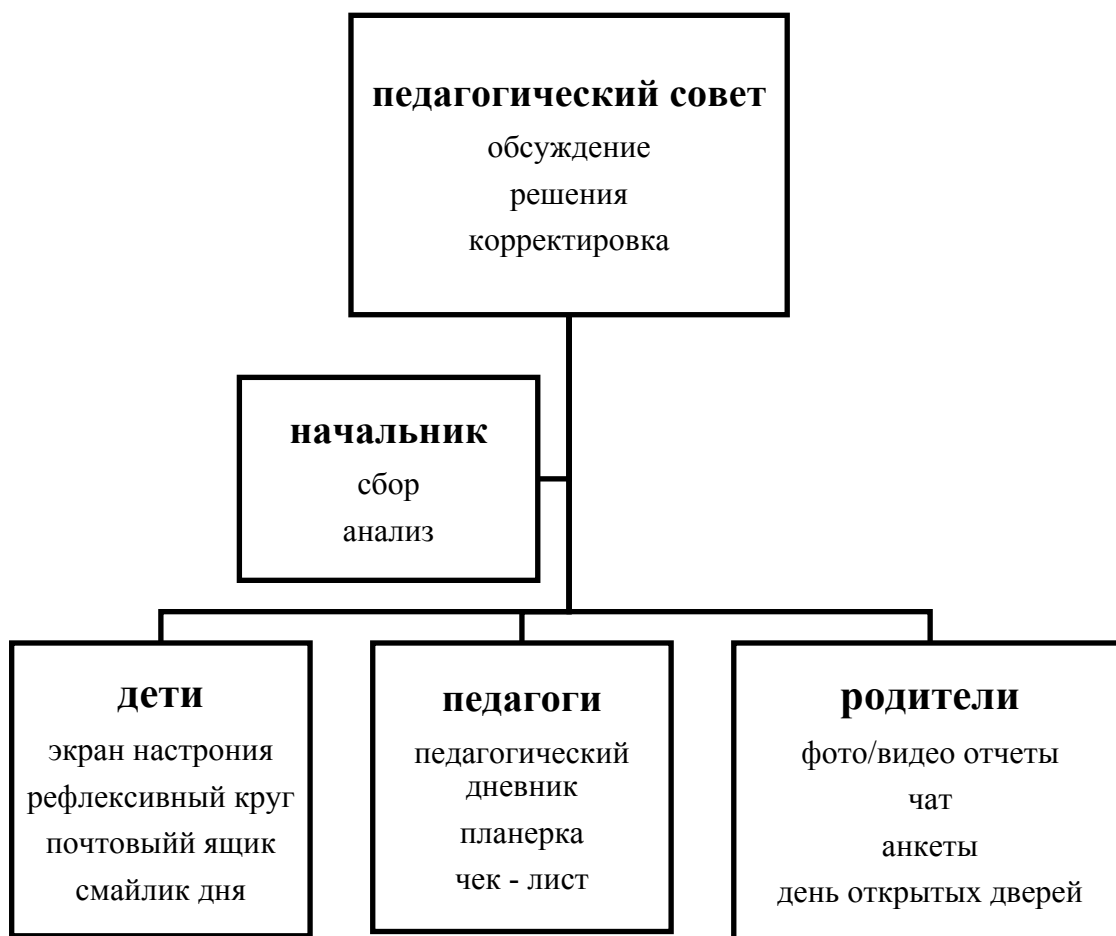 педагогический совет
обсуждение
решения
корректировка
начальник
сбор
анализ
дети
экран настрония
рефлексивный круг
почтовыйй ящик
смайлик дня
педагоги
педагогический
дневник
планерка
чек - лист
родители
фото/видео отчеты
чат
анкеты
день открытых дверей